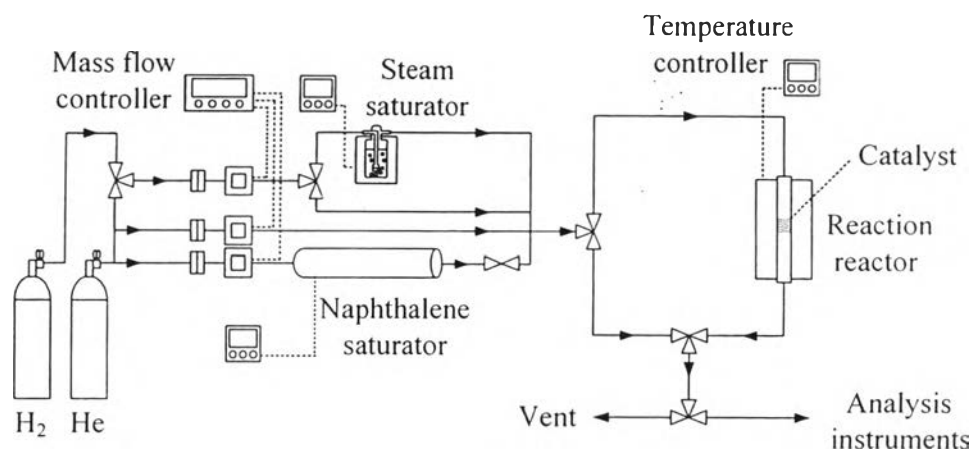 Temperature
controller
Mass flow
controller
Steam
saturator
Catalyst
Reaction
reactor
Naphthalene
saturator
H₂
He
Vent
Analysis
instruments